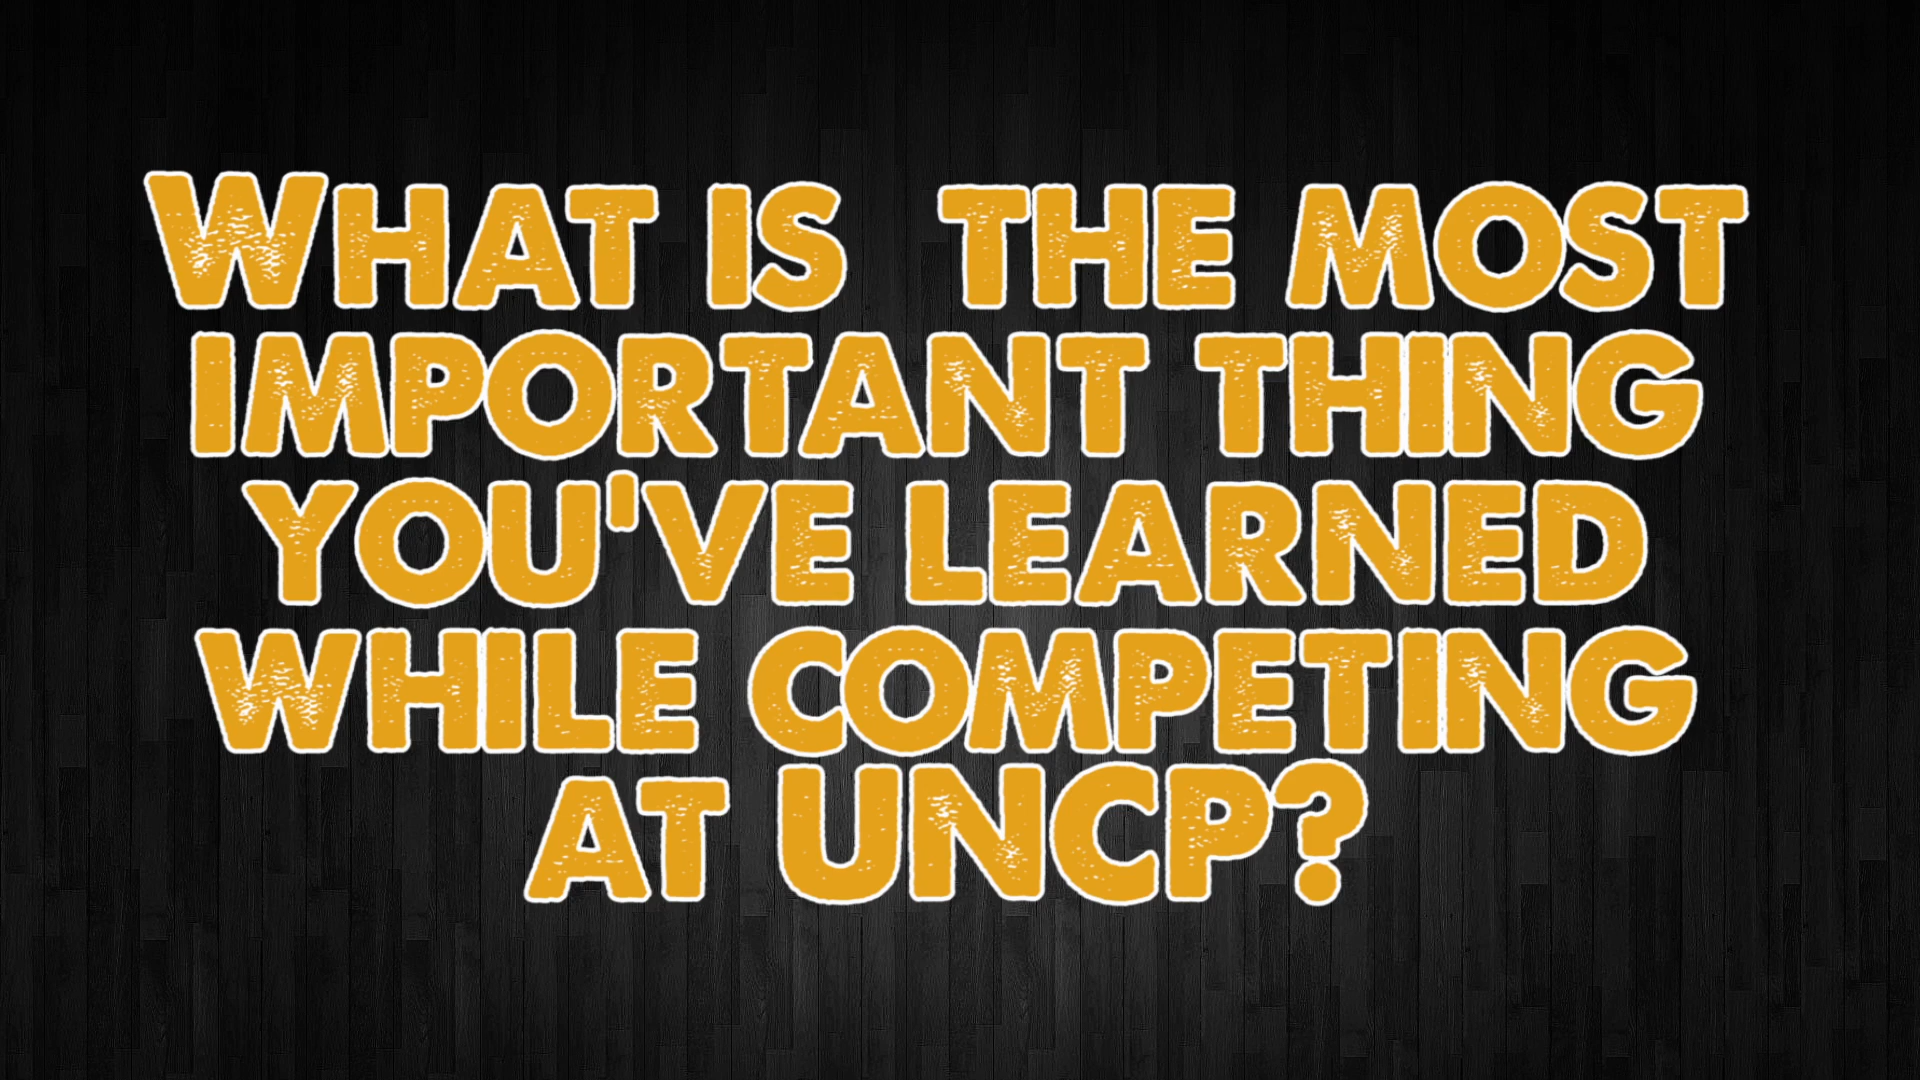 What is  the most
important thing
you've learned
while competing
at UNCP?